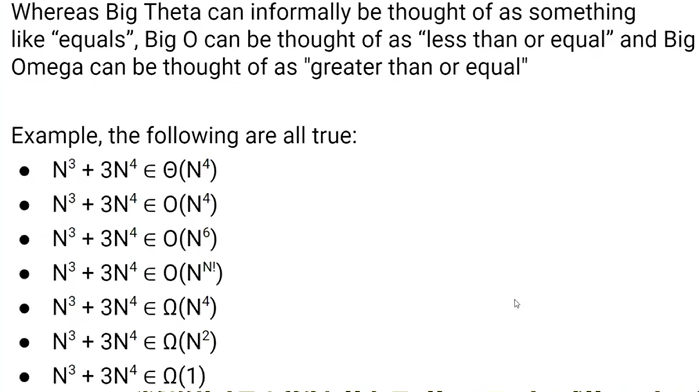 Whereas Big Theta can informally be thought of as something
like “equals”, Big O can be thought of as “less than or equal” and Big
Omega can be thought of as "greater than or equal"
Example, the following are all true:
● N³ + 3N⁴ ∈ Θ(N⁴)
● N³ + 3N⁴ ∈ O(N⁴)
● N³ + 3N⁴ ∈ O(N⁶)
● N³ + 3N⁴ ∈ O(N^N!)
● N³ + 3N⁴ ∈ Ω(N⁴)
● N³ + 3N⁴ ∈ Ω(N²)
● N³ + 3N⁴ ∈ Ω(1)